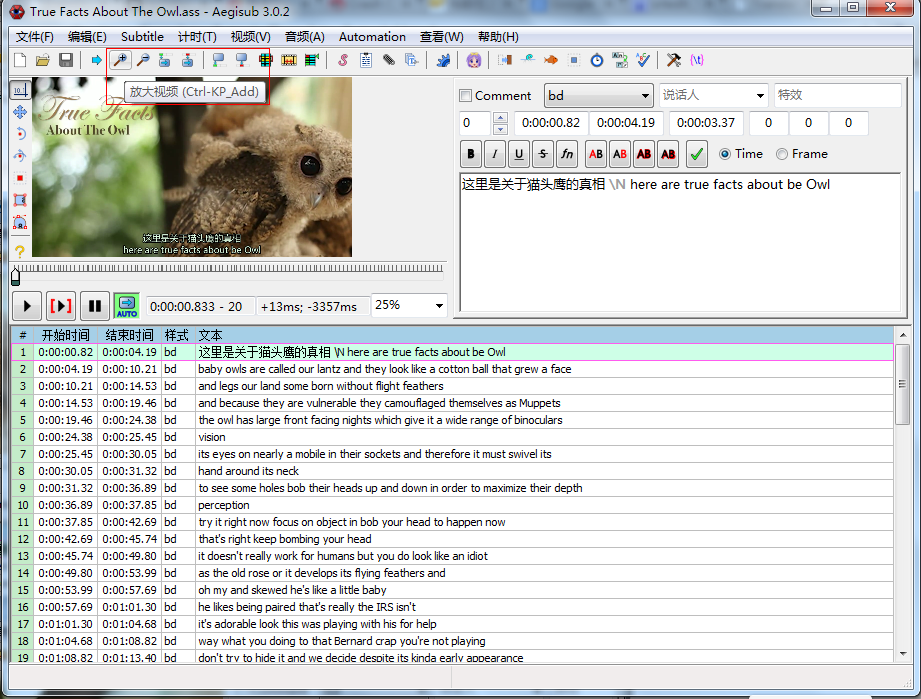 True Facts About The Owl.ass - Aegisub 3.0.2
文件(F) 编辑(E) Subtitle 计时(T) 视频(V) 音频(A) Automation 查看(W) 帮助(H)
放大视频 (Ctrl-KP_Add)
True Facts
About The Owl
这里是关于猫头鹰的真相
here are true facts about be Owl
Comment bd 说话人 特效
0 0:00:00.82 0:00:04.19 0:00:03.37 0 0 0
B I U S fn AB AB AB AB Time Frame
这里是关于猫头鹰的真相 \N here are true facts about be Owl
AUTO 0:00:00.833 - 20 +13ms; -3357ms 25%
# 开始时间 结束时间 样式 文本
1 0:00:00.82 0:00:04.19 bd 这里是关于猫头鹰的真相 \N here are true facts about be Owl
2 0:00:04.19 0:00:10.21 bd baby owls are called our lantz and they look like a cotton ball that grew a face
3 0:00:10.21 0:00:14.53 bd and legs our land some born without flight feathers
4 0:00:14.53 0:00:19.46 bd and because they are vulnerable they camouflaged themselves as Muppets
5 0:00:19.46 0:00:24.38 bd the owl has large front facing nights which give it a wide range of binoculars
6 0:00:24.38 0:00:25.45 bd vision
7 0:00:25.45 0:00:30.05 bd its eyes on nearly a mobile in their sockets and therefore it must swivel its
8 0:00:30.05 0:00:31.32 bd hand around its neck
9 0:00:31.32 0:00:36.89 bd to see some holes bob their heads up and down in order to maximize their depth
10 0:00:36.89 0:00:37.85 bd perception
11 0:00:37.85 0:00:42.69 bd try it right now focus on object in bob your head to happen now
12 0:00:42.69 0:00:45.74 bd that's right keep bombing your head
13 0:00:45.74 0:00:49.80 bd it doesn't really work for humans but you do look like an idiot
14 0:00:49.80 0:00:53.99 bd as the old rose or it develops its flying feathers and
15 0:00:53.99 0:00:57.69 bd oh my and skewed he's like a little baby
16 0:00:57.69 0:01:01.30 bd he likes being paired that's really the IRS isn't
17 0:01:01.30 0:01:04.68 bd it's adorable look this was playing with his for help
18 0:01:04.68 0:01:08.82 bd way what you doing to that Bernard crap you're not playing
19 0:01:08.82 0:01:13.40 bd don't try to hide it and we decide despite its kinda early appearance